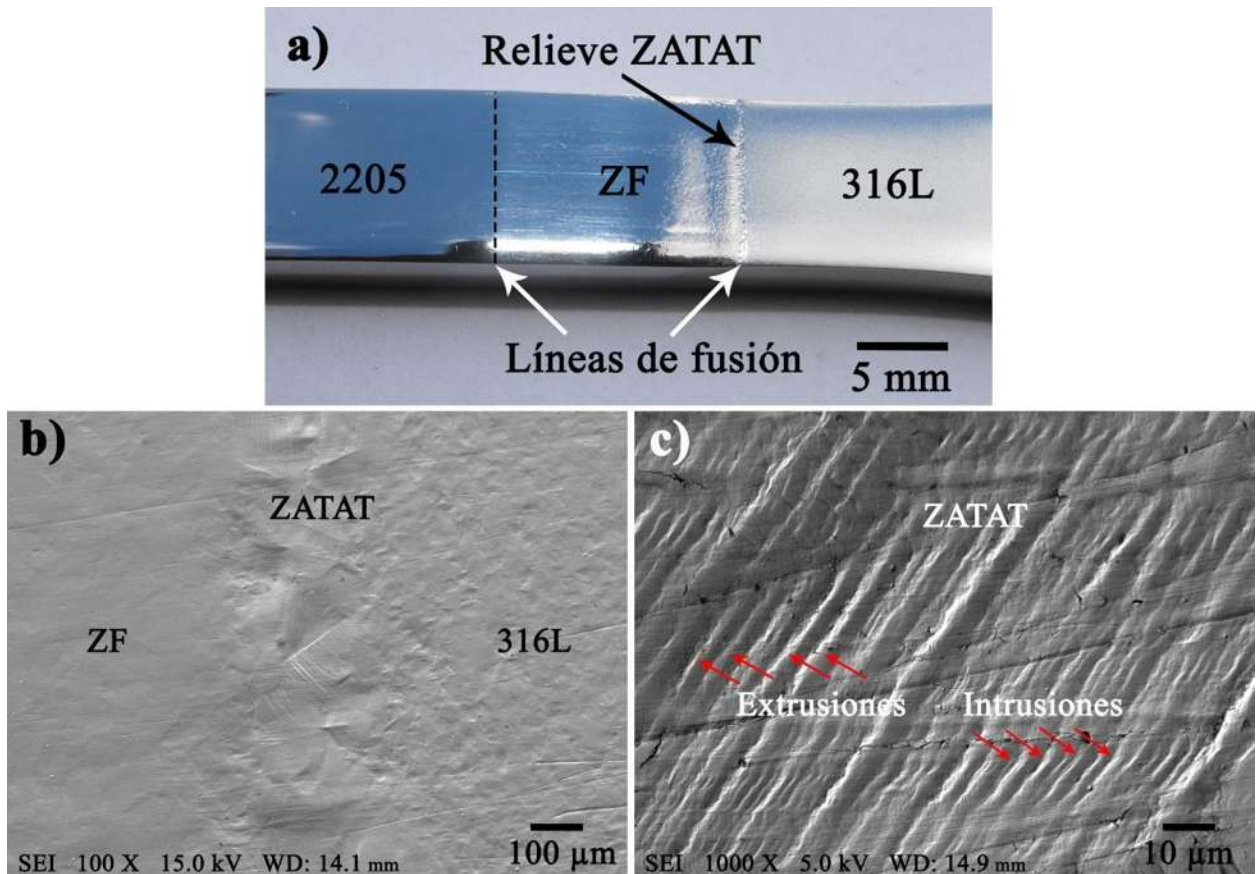 a)
Relieve ZATAT
2205
ZF
316L
Líneas de fusión
5 mm
b)
ZATAT
ZF
316L
SEI 100 X 15.0 kV WD: 14.1 mm
100 µm
c)
ZATAT
Extrusiones
Intrusiones
SEI 1000 X 5.0 kV WD: 14.9 mm
10 µm